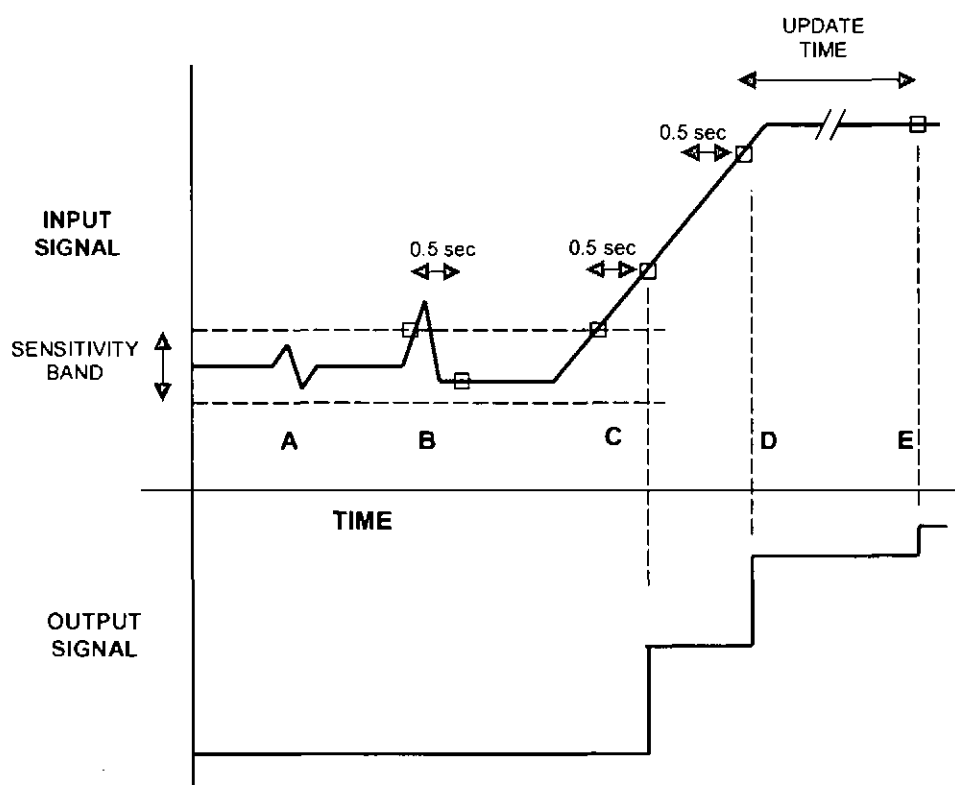 UPDATE
TIME
0.5 sec
INPUT
SIGNAL
0.5 sec
0.5 sec
SENSITIVITY
BAND
A
B
C
D
E
TIME
OUTPUT
SIGNAL